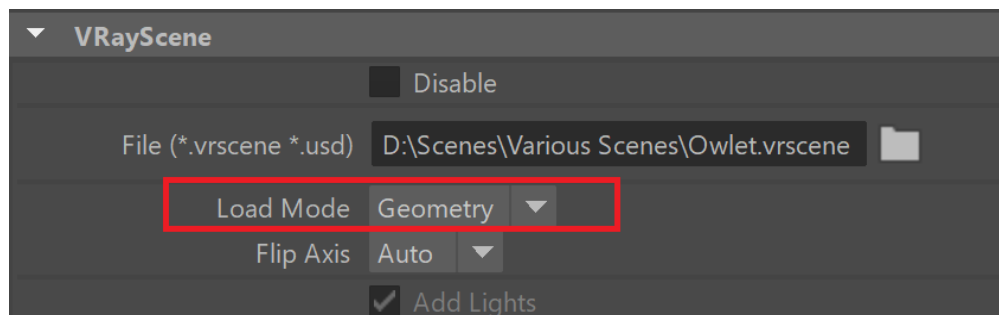 VRayScene
Disable
File (*.vrscene *.usd) D:\Scenes\Various Scenes\Owlet.vrscene
Load Mode Geometry
Flip Axis Auto
Add Lights